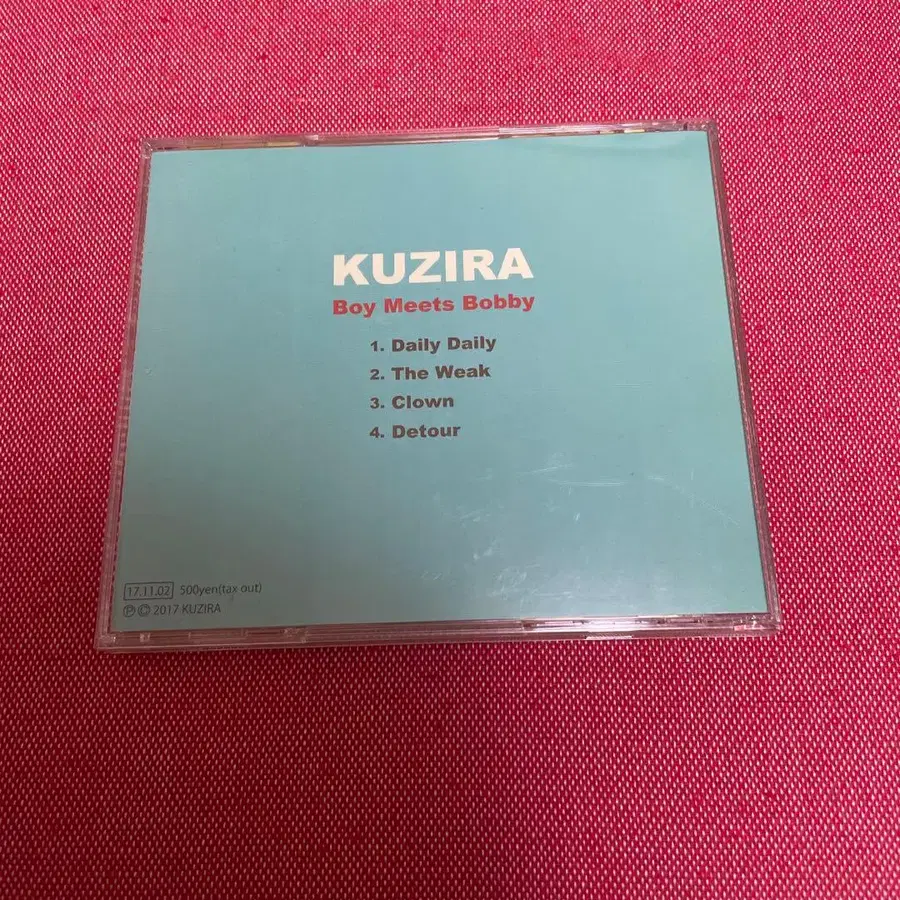 KUZIRA
Boy Meets Bobby
1. Daily Daily
2. The Weak
3. Clown
4. Detour
17.11.02 500yen(tax out)
℗© 2017 KUZIRA